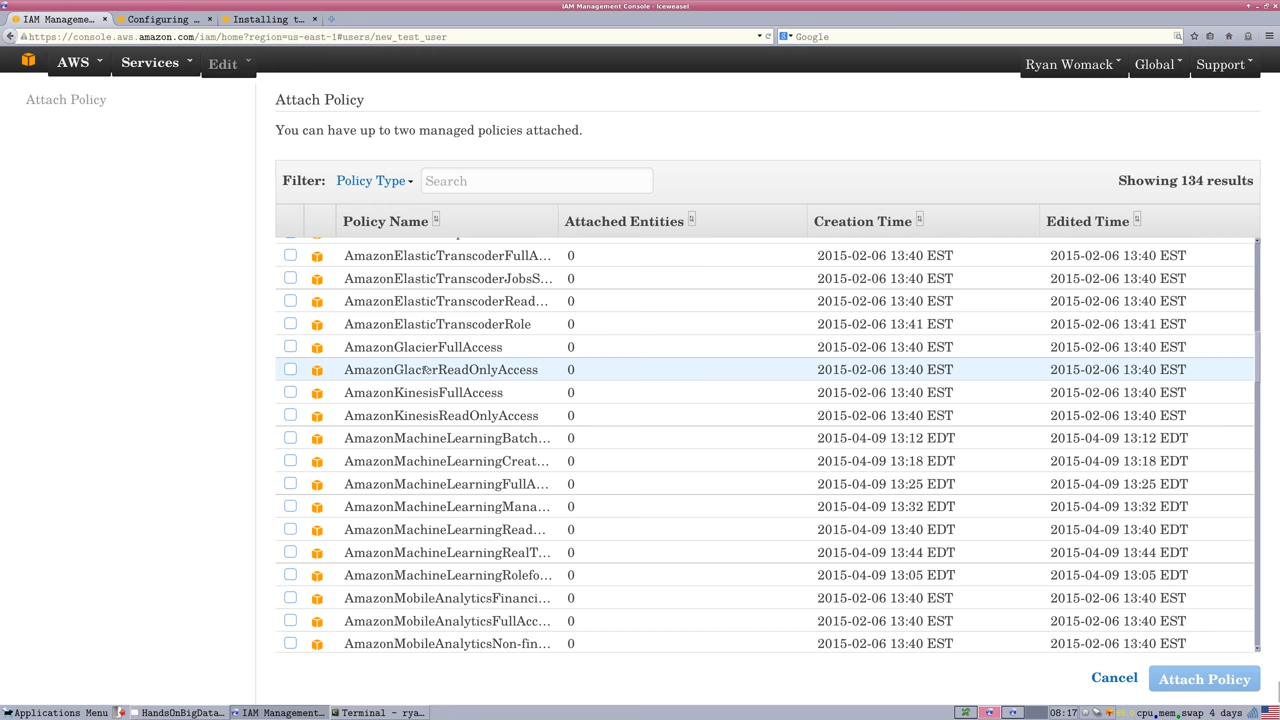 IAM Management Console - Iceweasel
IAM Manageme... × Configuring ... × Installing t... ×
https://console.aws.amazon.com/iam/home?region=us-east-1#users/new_test_user
Google
AWS Services Edit Ryan Womack Global Support
Attach Policy
Attach Policy
You can have up to two managed policies attached.
Filter: Policy Type Search Showing 134 results
Policy Name Attached Entities Creation Time Edited Time
AmazonElasticTranscoderFullA... 0 2015-02-06 13:40 EST 2015-02-06 13:40 EST
AmazonElasticTranscoderJobsS... 0 2015-02-06 13:40 EST 2015-02-06 13:40 EST
AmazonElasticTranscoderRead... 0 2015-02-06 13:40 EST 2015-02-06 13:40 EST
AmazonElasticTranscoderRole 0 2015-02-06 13:41 EST 2015-02-06 13:41 EST
AmazonGlacierFullAccess 0 2015-02-06 13:40 EST 2015-02-06 13:40 EST
AmazonGlacierReadOnlyAccess 0 2015-02-06 13:40 EST 2015-02-06 13:40 EST
AmazonKinesisFullAccess 0 2015-02-06 13:40 EST 2015-02-06 13:40 EST
AmazonKinesisReadOnlyAccess 0 2015-02-06 13:40 EST 2015-02-06 13:40 EST
AmazonMachineLearningBatch... 0 2015-04-09 13:12 EDT 2015-04-09 13:12 EDT
AmazonMachineLearningCreat... 0 2015-04-09 13:18 EDT 2015-04-09 13:18 EDT
AmazonMachineLearningFullA... 0 2015-04-09 13:25 EDT 2015-04-09 13:25 EDT
AmazonMachineLearningMana... 0 2015-04-09 13:32 EDT 2015-04-09 13:32 EDT
AmazonMachineLearningRead... 0 2015-04-09 13:40 EDT 2015-04-09 13:40 EDT
AmazonMachineLearningRealT... 0 2015-04-09 13:44 EDT 2015-04-09 13:44 EDT
AmazonMachineLearningRolefo... 0 2015-04-09 13:05 EDT 2015-04-09 13:05 EDT
AmazonMobileAnalyticsFinanci... 0 2015-02-06 13:40 EST 2015-02-06 13:40 EST
AmazonMobileAnalyticsFullAcc... 0 2015-02-06 13:40 EST 2015-02-06 13:40 EST
AmazonMobileAnalyticsNon-fin... 0 2015-02-06 13:40 EST 2015-02-06 13:40 EST
Cancel Attach Policy
Applications Menu HandsOnBigData... IAM Management... Terminal - rya... 08:17 85° cpu mem swap 4 days